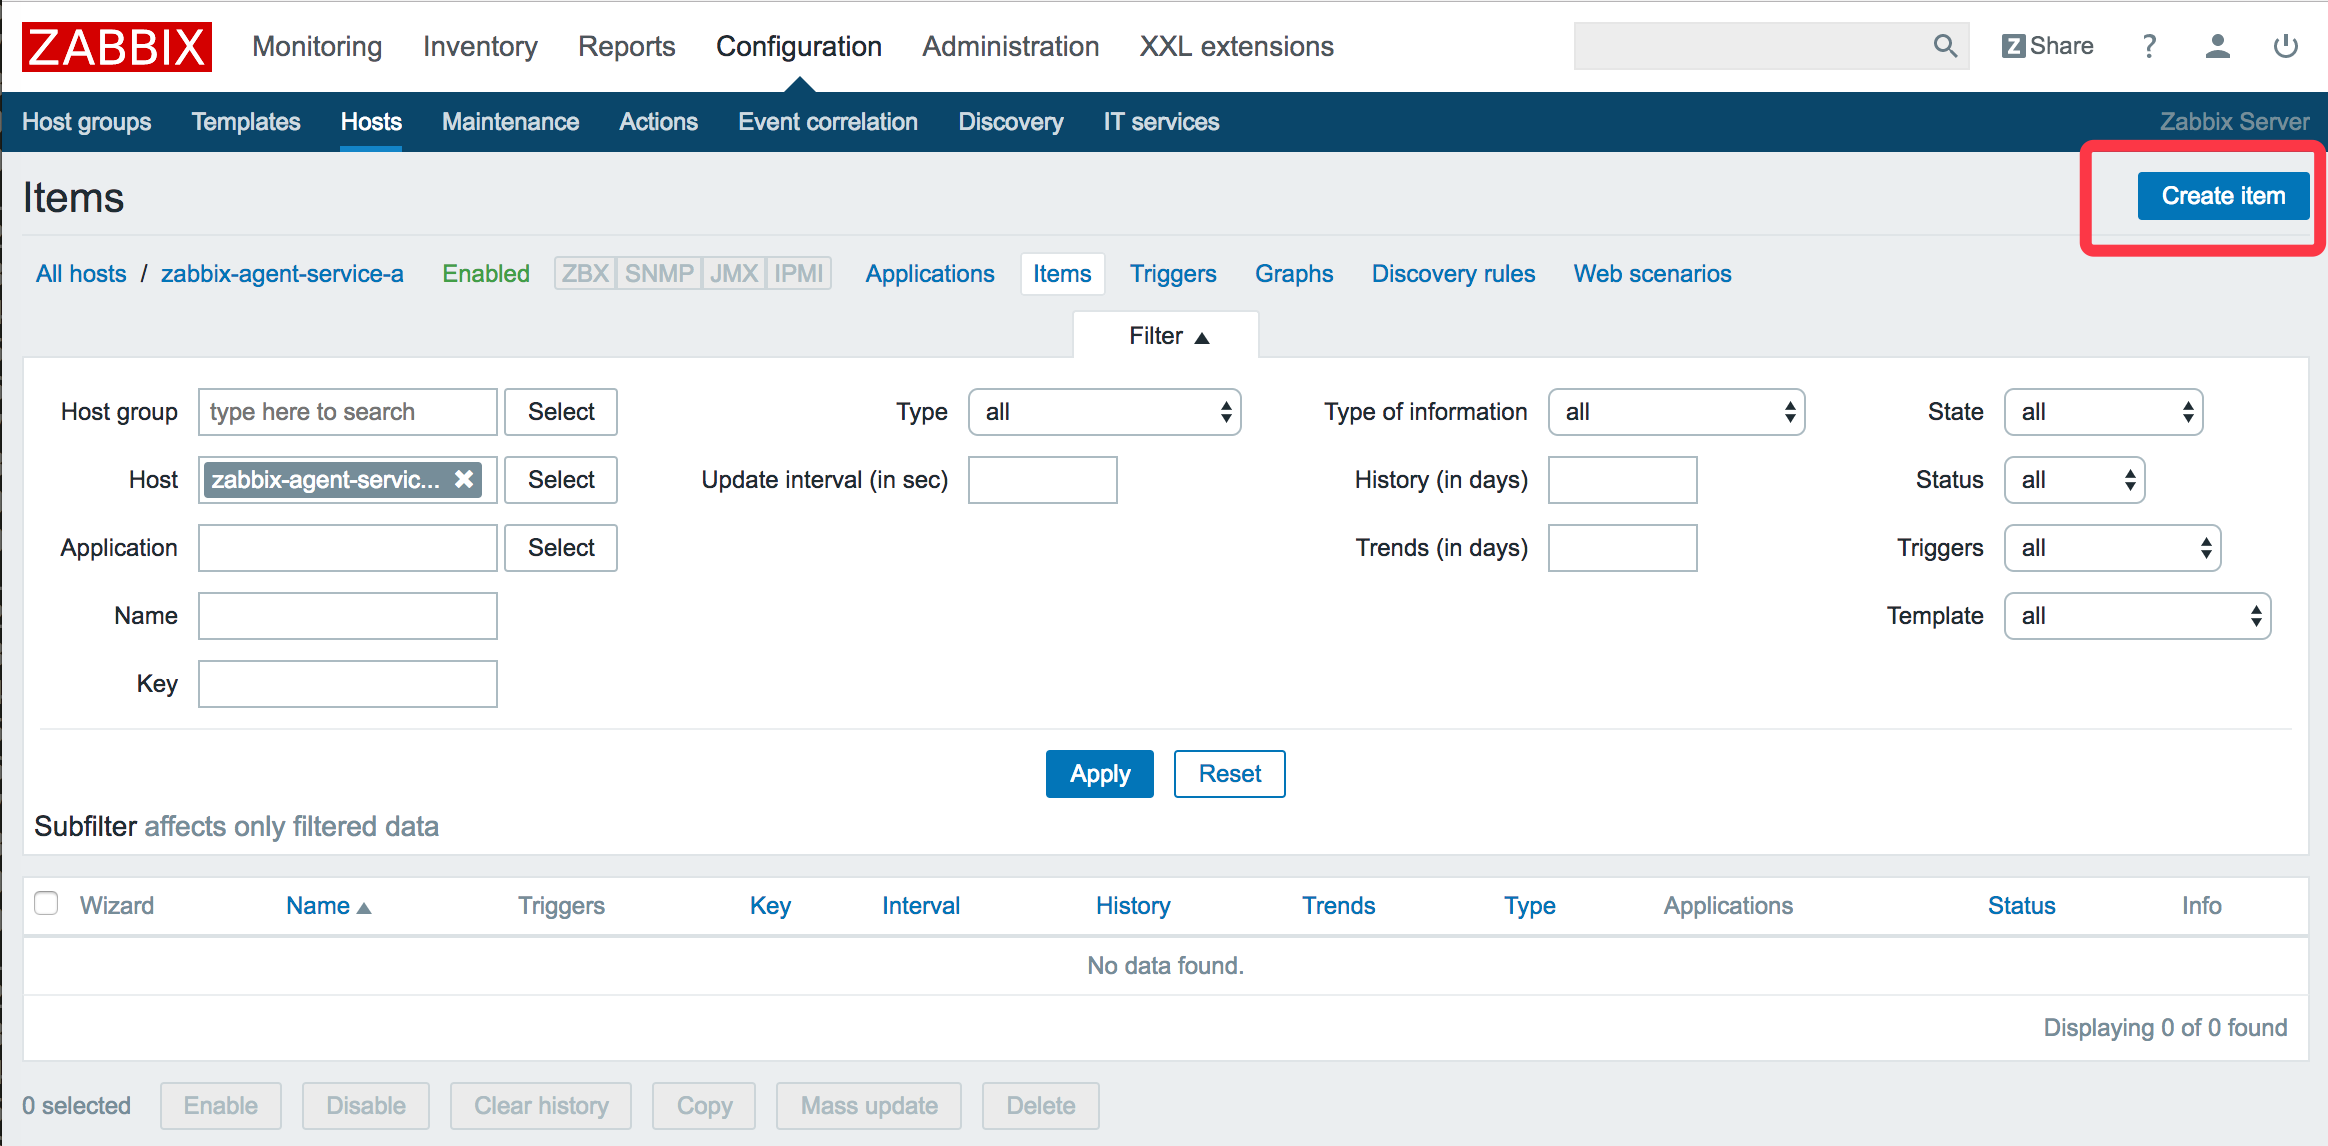 ZABBIX Monitoring Inventory Reports Configuration Administration XXL extensions Z Share ?
Host groups Templates Hosts Maintenance Actions Event correlation Discovery IT services Zabbix Server
Items Create item
All hosts / zabbix-agent-service-a Enabled ZBX SNMP JMX IPMI Applications Items Triggers Graphs Discovery rules Web scenarios
Filter ▲
Host group type here to search Select Type all Type of information all State all
Host zabbix-agent-servic... ✖ Select Update interval (in sec) History (in days) Status all
Application Select Trends (in days) Triggers all
Name Template all
Key
Apply Reset
Subfilter affects only filtered data
Wizard Name ▲ Triggers Key Interval History Trends Type Applications Status Info
No data found.
Displaying 0 of 0 found
0 selected Enable Disable Clear history Copy Mass update Delete